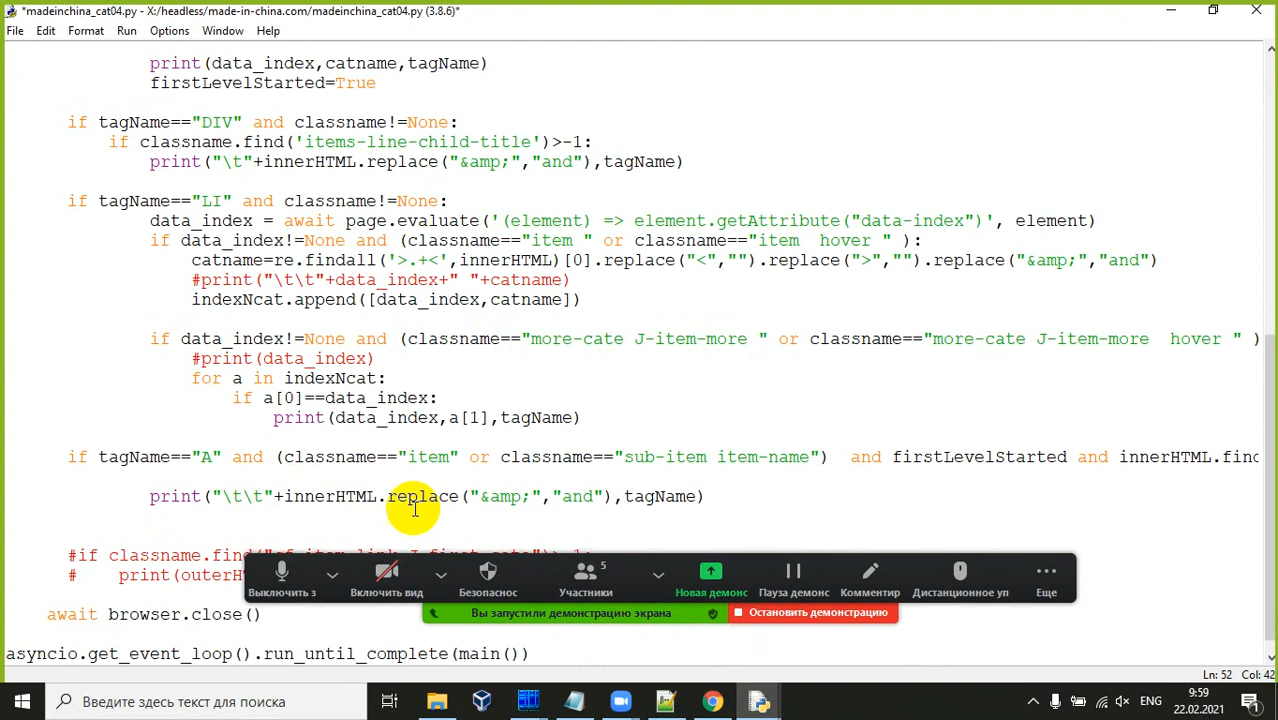 *madeinchina_cat04.py - X:/headless/made-in-china.com/madeinchina_cat04.py (3.8.6)*
File Edit Format Run Options Window Help
print(data_index,catname,tagName)
firstLevelStarted=True
if tagName=="DIV" and classname!=None:
if classname.find('items-line-child-title')>-1:
print("\t"+innerHTML.replace("&amp;","and"),tagName)
if tagName=="LI" and classname!=None:
data_index = await page.evaluate('(element) => element.getAttribute("data-index")', element)
if data_index!=None and (classname=="item " or classname=="item  hover " ):
catname=re.findall('>.+<',innerHTML)[0].replace("<","").replace(">","").replace("&amp;","and")
#print("\t\t"+data_index+" "+catname)
indexNcat.append([data_index,catname])
if data_index!=None and (classname=="more-cate J-item-more " or classname=="more-cate J-item-more  hover " )
#print(data_index)
for a in indexNcat:
if a[0]==data_index:
print(data_index,a[1],tagName)
if tagName=="A" and (classname=="item" or classname=="sub-item item-name")  and firstLevelStarted and innerHTML.find
print("\t\t"+innerHTML.replace("&amp;","and"),tagName)
#if classname.find(
# print(outerH
Выключить з Включить вид Безопаснос Участники 5 Новая демонс Пауза демонс Комментир Дистанционное уп Еще
await browser.close()
Вы запустили демонстрацию экрана Остановить демонстрацию
asyncio.get_event_loop().run_until_complete(main())
Ln: 52 Col: 42
Введите здесь текст для поиска
ENG
9:59
22.02.2021
1